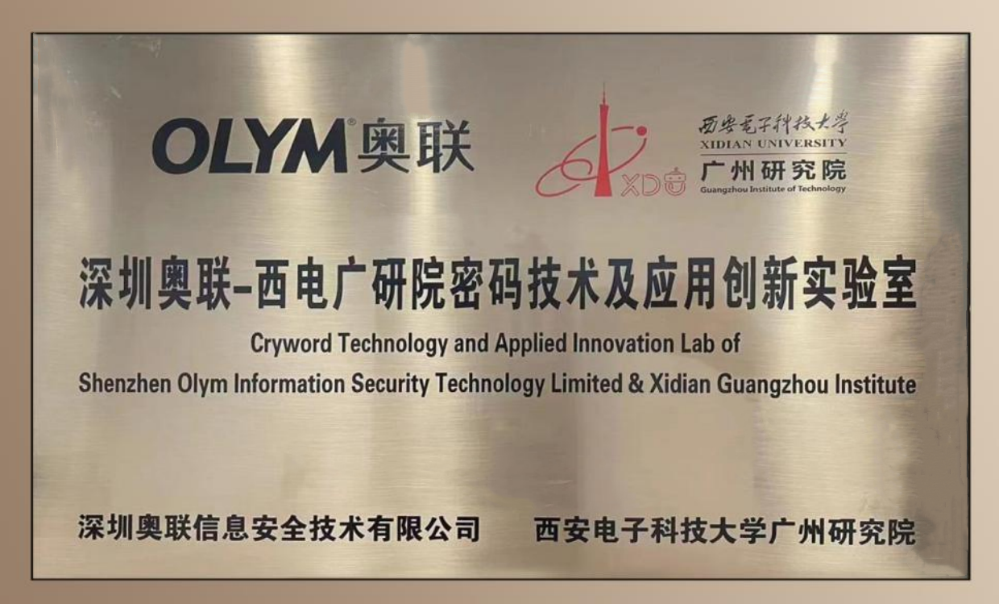 OLYM®奥联
西安电子科技大学
XIDIAN UNIVERSITY
广州研究院
Guangzhou Institute of Technology
XD
深圳奥联-西电广研院密码技术及应用创新实验室
Cryword Technology and Applied Innovation Lab of
Shenzhen Olym Information Security Technology Limited & Xidian Guangzhou Institute
深圳奥联信息安全技术有限公司 西安电子科技大学广州研究院